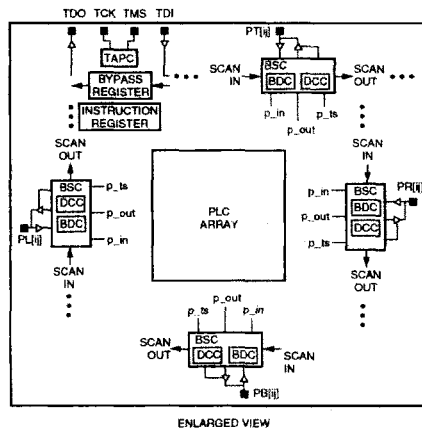 TDO TCK TMS TDI
TAPC
BYPASS
REGISTER
INSTRUCTION
REGISTER
SCAN
IN
PT[ij]
BSC
BDC DCC
SCAN
OUT
p_in
p_ts
p_out
SCAN
OUT
BSC
DCC
BDC
p_ts
p_out
p_in
PL[ij]
SCAN
IN
PLC
ARRAY
SCAN
IN
p_in
p_out
p_ts
BSC
BDC
DCC
PR[ij]
SCAN
OUT
p_out
p_ts
p_in
BSC
DCC BDC
SCAN
OUT
SCAN
IN
PB[ij]
ENLARGED VIEW